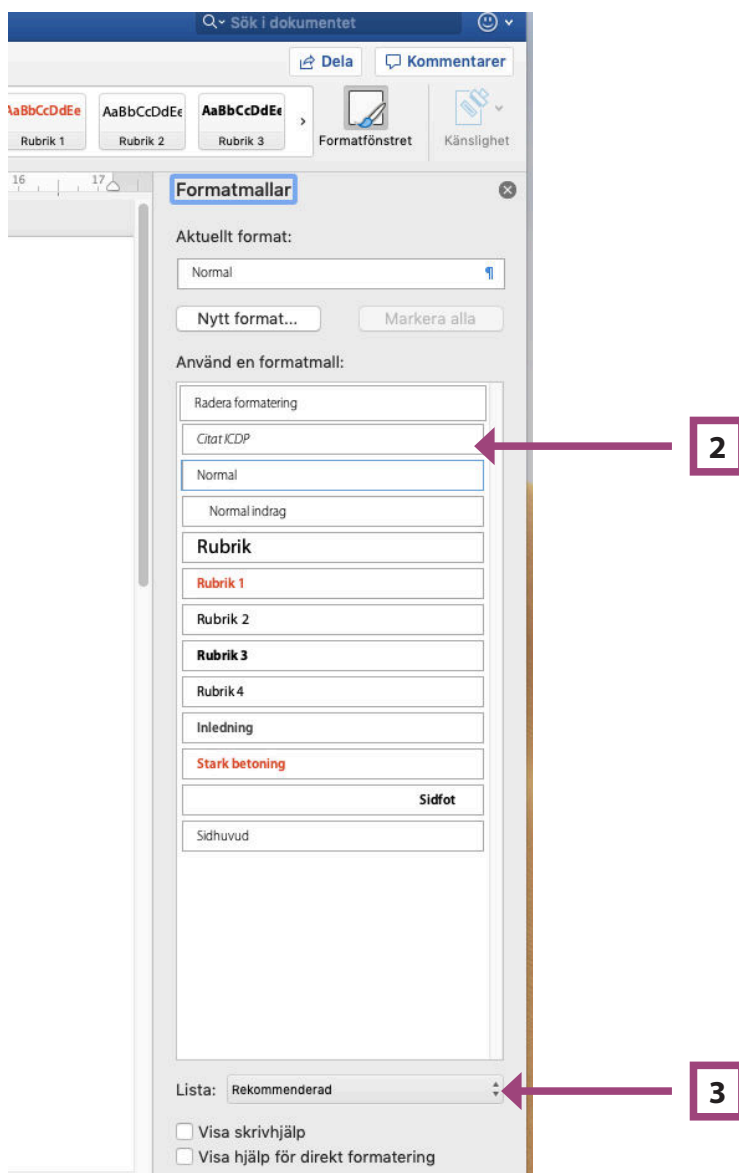 Sök i dokumentet
Dela Kommentarer
AaBbCcDdEe AaBbCcDdEe AaBbCcDdEe
Rubrik 1 Rubrik 2 Rubrik 3 Formatfönstret Känslighet
16 17
Formatmallar
Aktuellt format:
Normal ¶
Nytt format... Markera alla
Använd en formatmall:
Radera formatering
Citat ICDP
2
Normal
Normal indrag
Rubrik
Rubrik 1
Rubrik 2
Rubrik 3
Rubrik 4
Inledning
Stark betoning
Sidfot
Sidhuvud
Lista: Rekommenderad
3
Visa skrivhjälp
Visa hjälp för direkt formatering